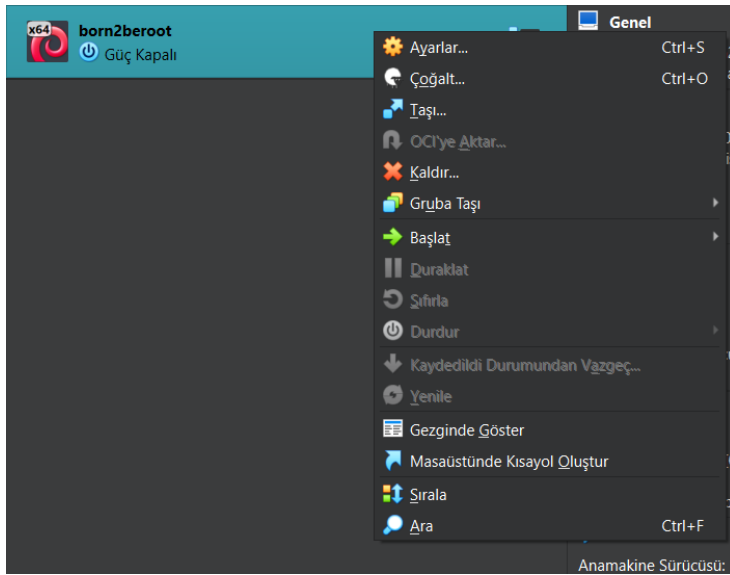 x64
born2beroot
Güç Kapalı
Genel
Ayarlar... Ctrl+S
Çoğalt... Ctrl+O
Taşı...
OCI'ye Aktar...
Kaldır...
Gruba Taşı
Başlat
Duraklat
Sıfırla
Durdur
Kaydedildi Durumundan Vazgeç...
Yenile
Gezginde Göster
Masaüstünde Kısayol Oluştur
Sırala
Ara Ctrl+F
Anamakine Sürücüsü: